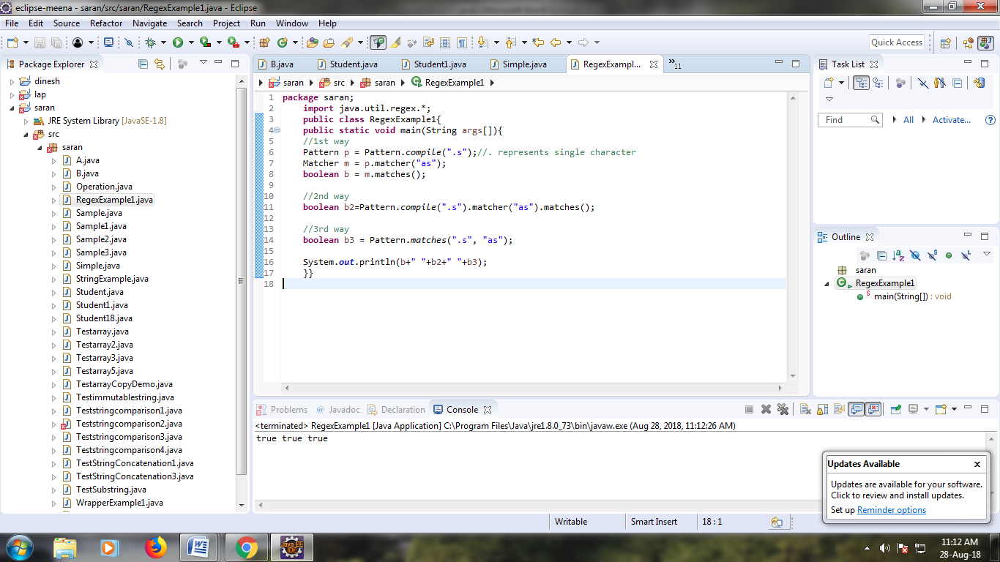 eclipse-meena - saran/src/saran/RegexExample1.java - Eclipse
File Edit Source Refactor Navigate Search Project Run Window Help
Quick Access
Package Explorer
dinesh
lap
saran
JRE System Library [JavaSE-1.8]
src
saran
A.java
B.java
Operation.java
RegexExample1.java
Sample.java
Sample1.java
Sample2.java
Sample3.java
Simple.java
StringExample.java
Student.java
Student1.java
Student18.java
Testarray.java
Testarray2.java
Testarray3.java
Testarray5.java
TestarrayCopyDemo.java
Testimmutablestring.java
Teststringcomparison1.java
Teststringcomparison2.java
Teststringcomparison3.java
Teststringcomparison4.java
TestStringConcatenation1.java
TestStringConcatenation3.java
TestSubstring.java
WrapperExample1.java
B.java Student.java Student1.java Simple.java RegexExampl... »11
saran src saran RegexExample1
1 package saran;
2 import java.util.regex.*;
3 public class RegexExample1{
4 public static void main(String args[]){
5 //1st way
6 Pattern p = Pattern.compile(".s");//. represents single character
7 Matcher m = p.matcher("as");
8 boolean b = m.matches();
9
10 //2nd way
11 boolean b2=Pattern.compile(".s").matcher("as").matches();
12
13 //3rd way
14 boolean b3 = Pattern.matches(".s", "as");
15
16 System.out.println(b+" "+b2+" "+b3);
17 }}
18
Problems @ Javadoc Declaration Console
<terminated> RegexExample1 [Java Application] C:\Program Files\Java\jre1.8.0_73\bin\javaw.exe (Aug 28, 2018, 11:12:26 AM)
true true true
Task List
Find All Activate...
Outline
saran
RegexExample1
main(String[]) : void
Updates Available
Updates are available for your software.
Click to review and install updates.
Set up Reminder options
Writable Smart Insert 18 : 1
Java EE
IDE
11:12 AM
28-Aug-18